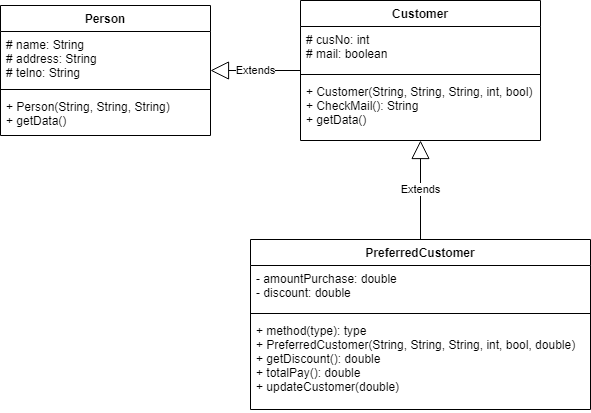 Person
# name: String
# address: String
# telno: String
+ Person(String, String, String)
+ getData()
Extends
Customer
# cusNo: int
# mail: boolean
+ Customer(String, String, String, int, bool)
+ CheckMail(): String
+ getData()
Extends
PreferredCustomer
- amountPurchase: double
- discount: double
+ method(type): type
+ PreferredCustomer(String, String, String, int, bool, double)
+ getDiscount(): double
+ totalPay(): double
+ updateCustomer(double)